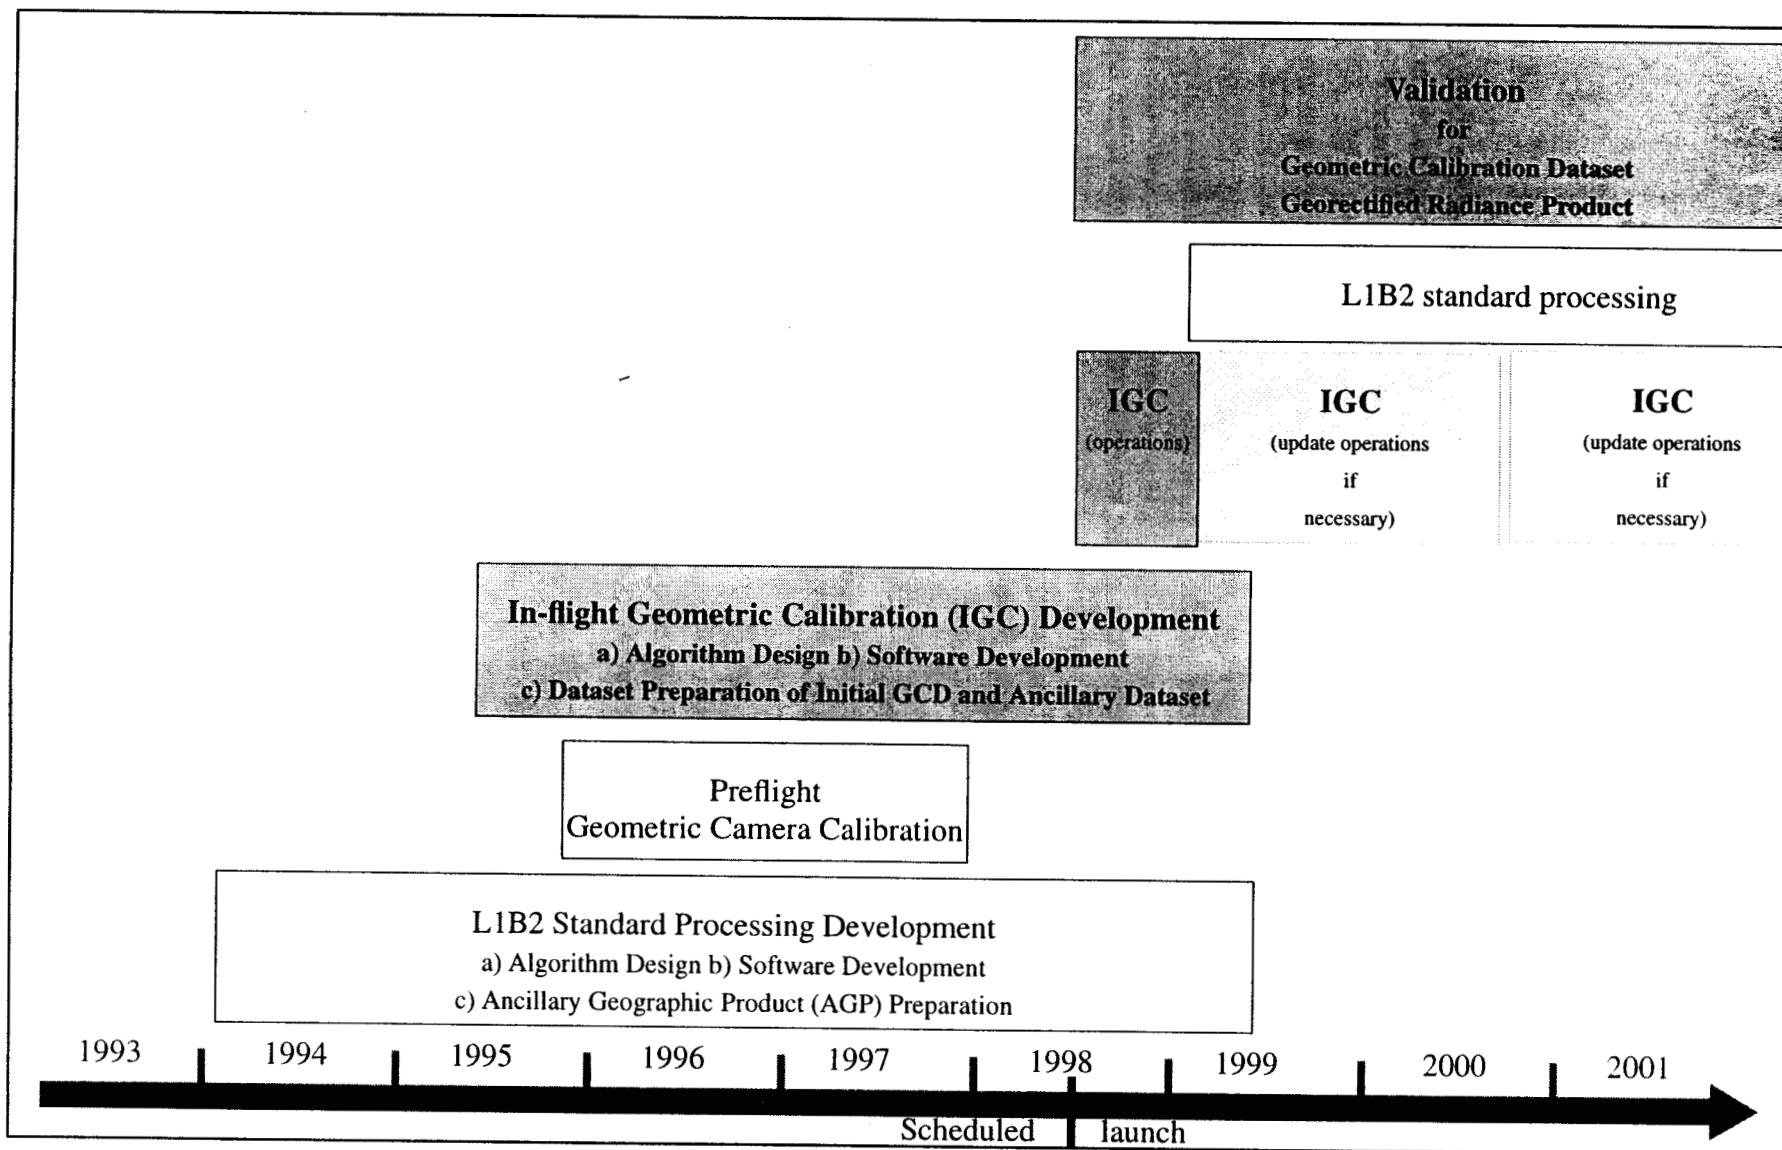 Validation
for
Geometric Calibration Dataset
Georectified Radiance Product
L1B2 standard processing
IGC
(operations)
IGC
(update operations
if
necessary)
IGC
(update operations
if
necessary)
In-flight Geometric Calibration (IGC) Development
a) Algorithm Design b) Software Development
c) Dataset Preparation of Initial GCD and Ancillary Dataset
Preflight
Geometric Camera Calibration
L1B2 Standard Processing Development
a) Algorithm Design b) Software Development
c) Ancillary Geographic Product (AGP) Preparation
1993 1994 1995 1996 1997 1998 1999 2000 2001
Scheduled launch